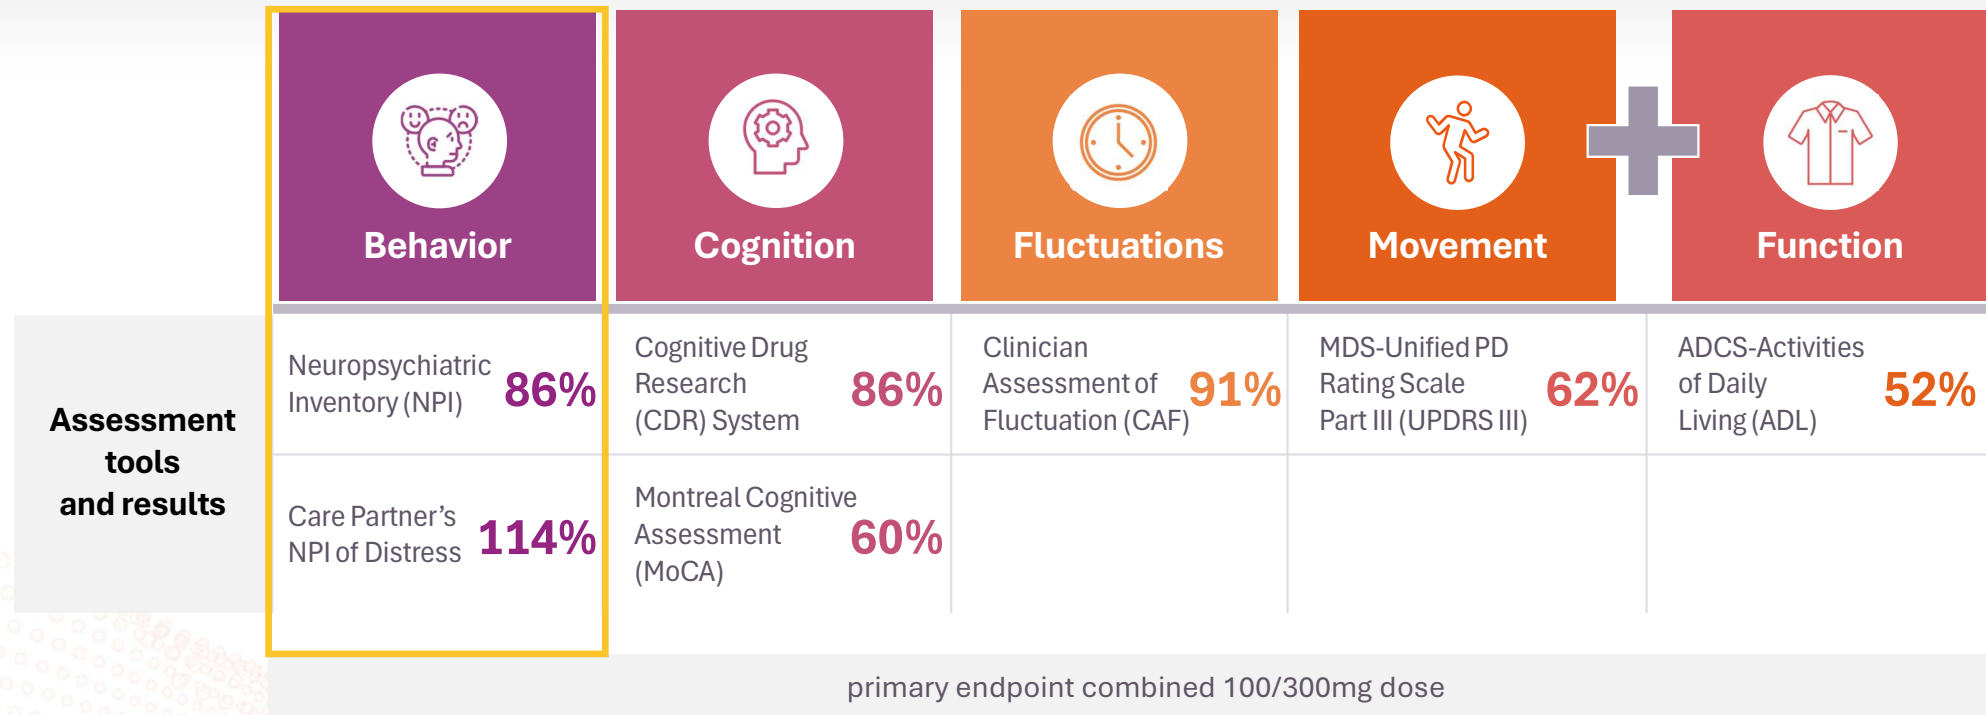 Behavior
Cognition
Fluctuations
Movement
Function
Assessment
tools
and results
Neuropsychiatric
Inventory (NPI)
86%
Cognitive Drug
Research
(CDR) System
86%
Clinician
Assessment of
Fluctuation (CAF)
91%
MDS-Unified PD
Rating Scale
Part III (UPDRS III)
62%
ADCS-Activities
of Daily
Living (ADL)
52%
Care Partner's
NPI of Distress
114%
Montreal Cognitive
Assessment
(MoCA)
60%
primary endpoint combined 100/300mg dose